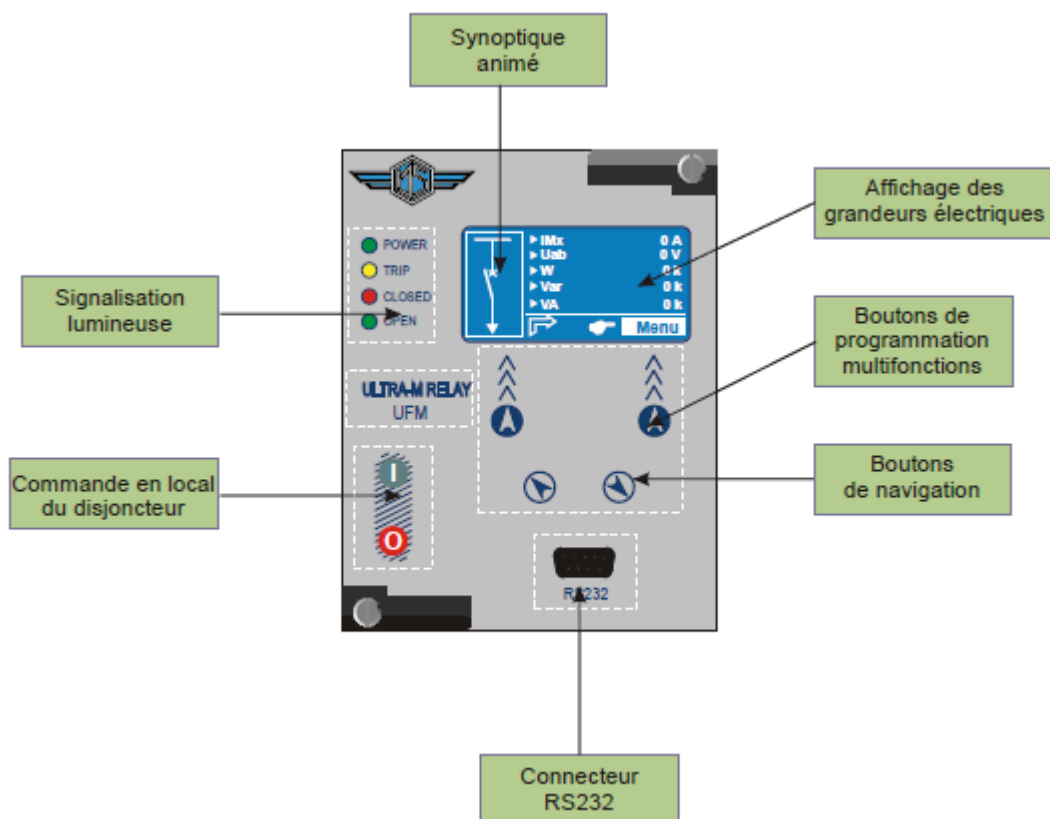 Synoptique
animé
Affichage des
grandeurs électriques
POWER
TRIP
CLOSED
OPEN
IMx 0 A
Uab 0 V
W 0 k
Var 0 k
VA 0 k
Menu
Signalisation
lumineuse
Boutons de
programmation
multifonctions
ULTRA-M RELAY
UFM
Commande en local
du disjoncteur
I
O
Boutons
de navigation
RS232
Connecteur
RS232